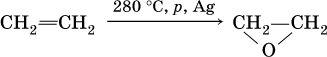 CH₂=CH₂ 280 °C, p, Ag CH₂—CH₂
O